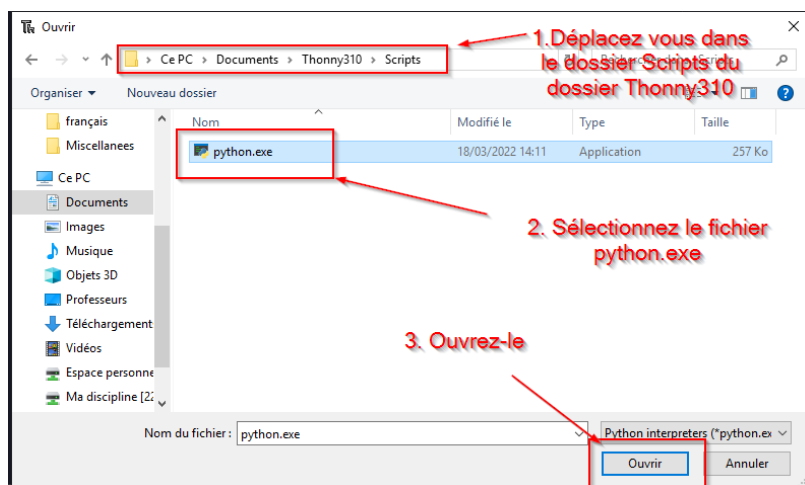 Ouvrir
1.Déplacez vous dans
Ce PC > Documents > Thonny310 > Scripts
le dossier Scripts du
Organiser
Nouveau dossier
dossier Thonny310
français
Nom
Modifié le
Type
Taille
Miscellanees
python.exe
18/03/2022 14:11
Application
257 Ko
Ce PC
Documents
Images
Musique
Objets 3D
Professeurs
Téléchargement
Vidéos
Espace personne
Ma discipline [22
2. Sélectionnez le fichier
python.exe
3. Ouvrez-le
Nom du fichier : python.exe
Python interpreters (*python.ex
Ouvrir
Annuler